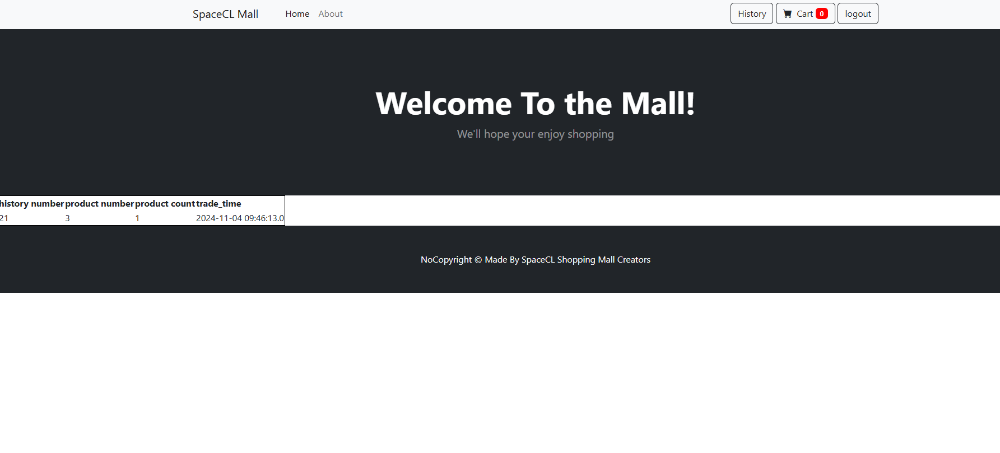 SpaceCL Mall Home About History Cart 0 logout
Welcome To the Mall!
We'll hope your enjoy shopping
history number product number product count trade_time
21 3 1 2024-11-04 09:46:13.0
NoCopyright © Made By SpaceCL Shopping Mall Creators